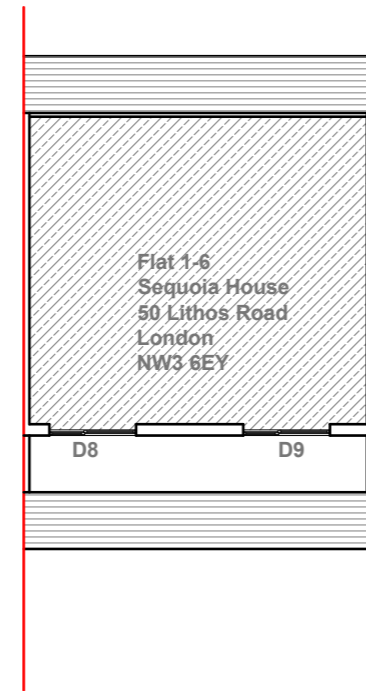 Flat 1-6
Sequoia House
50 Lithos Road
London
NW3 6EY
D8 D9